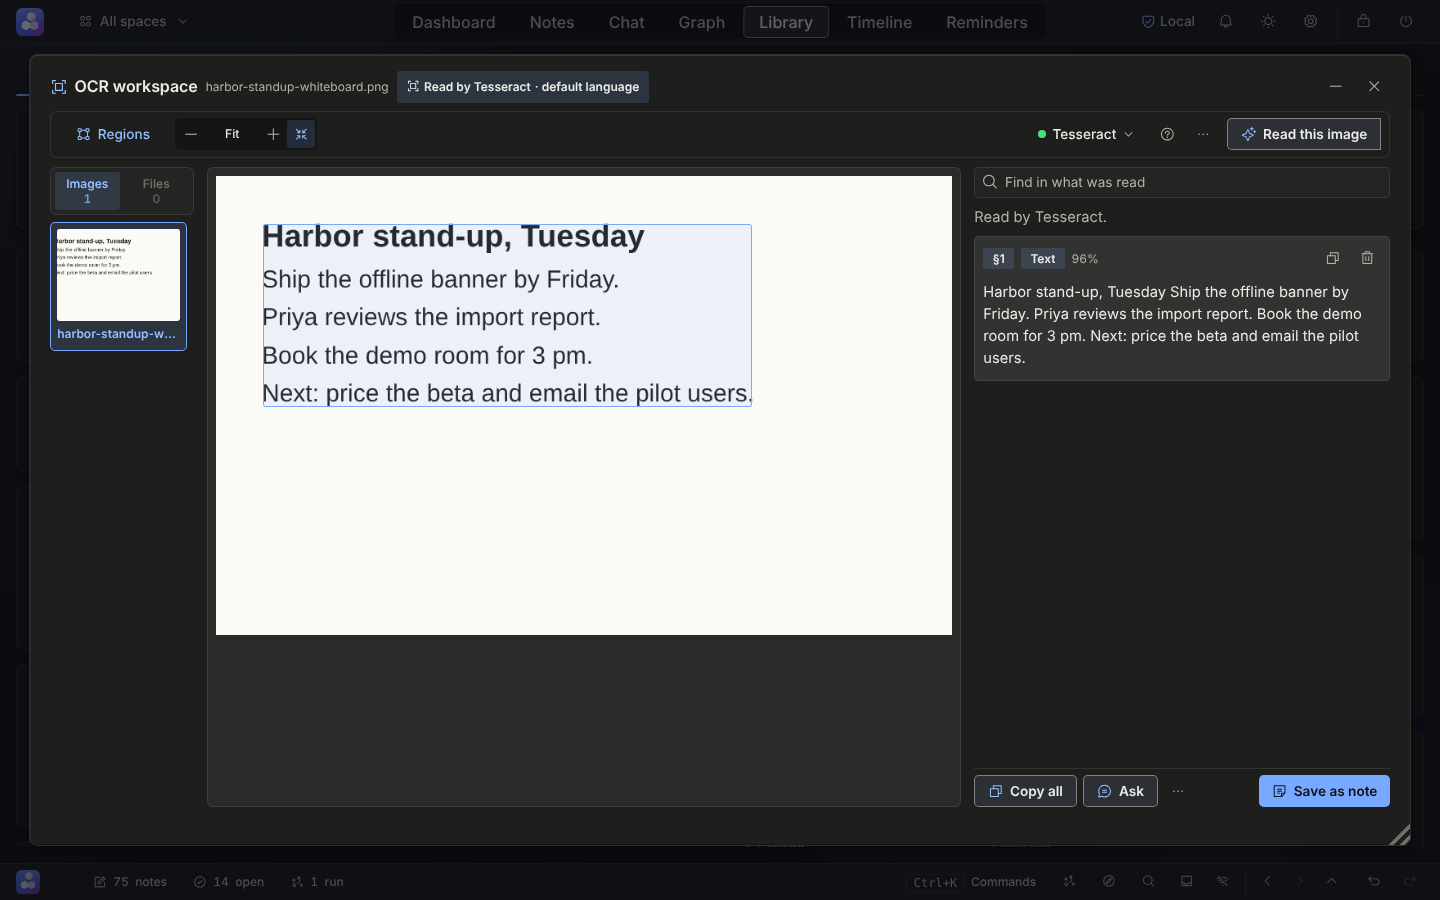 All spaces
Dashboard
Notes
Chat
Graph
Library
Timeline
Reminders
Local
OCR workspace
harbor-standup-whiteboard.png
Read by Tesseract · default language
Regions
Fit
Tesseract
Read this image
Images
1
Files
0
harbor-standup-w...
Harbor stand-up, Tuesday
Ship the offline banner by Friday.
Priya reviews the import report.
Book the demo room for 3 pm.
Next: price the beta and email the pilot users.
Find in what was read
Read by Tesseract.
§1
Text
96%
Harbor stand-up, Tuesday Ship the offline banner by
Friday. Priya reviews the import report. Book the demo
room for 3 pm. Next: price the beta and email the pilot
users.
Copy all
Ask
Save as note
75 notes
14 open
1 run
Ctrl+K
Commands